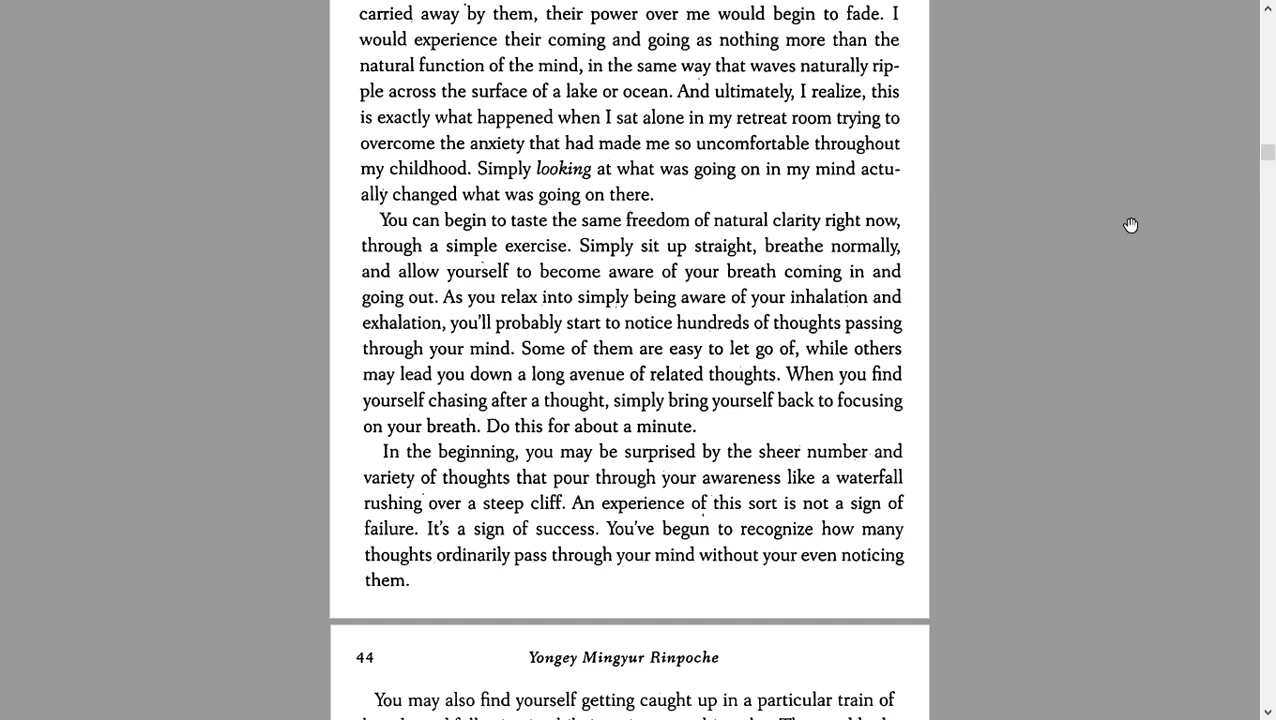 carried away by them, their power over me would begin to fade. I
would experience their coming and going as nothing more than the
natural function of the mind, in the same way that waves naturally rip-
ple across the surface of a lake or ocean. And ultimately, I realize, this
is exactly what happened when I sat alone in my retreat room trying to
overcome the anxiety that had made me so uncomfortable throughout
my childhood. Simply looking at what was going on in my mind actu-
ally changed what was going on there.
You can begin to taste the same freedom of natural clarity right now,
through a simple exercise. Simply sit up straight, breathe normally,
and allow yourself to become aware of your breath coming in and
going out. As you relax into simply being aware of your inhalation and
exhalation, you'll probably start to notice hundreds of thoughts passing
through your mind. Some of them are easy to let go of, while others
may lead you down a long avenue of related thoughts. When you find
yourself chasing after a thought, simply bring yourself back to focusing
on your breath. Do this for about a minute.
In the beginning, you may be surprised by the sheer number and
variety of thoughts that pour through your awareness like a waterfall
rushing over a steep cliff. An experience of this sort is not a sign of
failure. It's a sign of success. You've begun to recognize how many
thoughts ordinarily pass through your mind without your even noticing
them.
44 Yongey Mingyur Rinpoche
You may also find yourself getting caught up in a particular train of